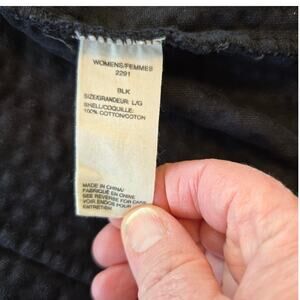 WOMENS/FEMMES
2291
BLK
SIZE/GRANDEUR: L/G
SHELL/COQUILLE:
100% COTTON/COTON
MADE IN CHINA/
FABRIQUÉ EN CHINE
SEE REVERSE FOR CARE
VOIR ENDOS POUR
ENTRETIEN